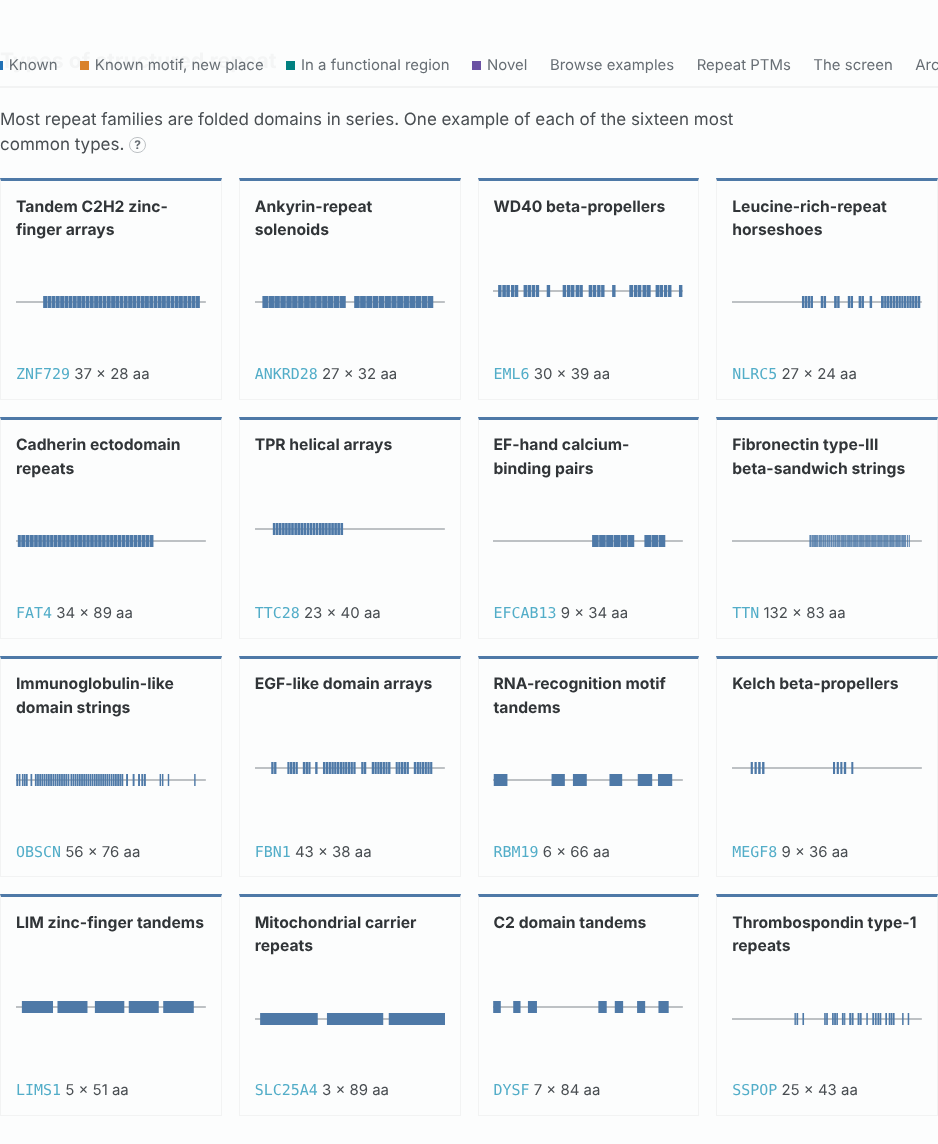 Known Known motif, new place In a functional region Novel Browse examples Repeat PTMs The screen Arc
Most repeat families are folded domains in series. One example of each of the sixteen most
common types. ?
Tandem C2H2 zinc-
finger arrays
ZNF729 37 × 28 aa
Ankyrin-repeat
solenoids
ANKRD28 27 × 32 aa
WD40 beta-propellers
EML6 30 × 39 aa
Leucine-rich-repeat
horseshoes
NLRC5 27 × 24 aa
Cadherin ectodomain
repeats
FAT4 34 × 89 aa
TPR helical arrays
TTC28 23 × 40 aa
EF-hand calcium-
binding pairs
EFCAB13 9 × 34 aa
Fibronectin type-III
beta-sandwich strings
TTN 132 × 83 aa
Immunoglobulin-like
domain strings
OBSCN 56 × 76 aa
EGF-like domain arrays
FBN1 43 × 38 aa
RNA-recognition motif
tandems
RBM19 6 × 66 aa
Kelch beta-propellers
MEGF8 9 × 36 aa
LIM zinc-finger tandems
LIMS1 5 × 51 aa
Mitochondrial carrier
repeats
SLC25A4 3 × 89 aa
C2 domain tandems
DYSF 7 × 84 aa
Thrombospondin type-1
repeats
SSPOP 25 × 43 aa